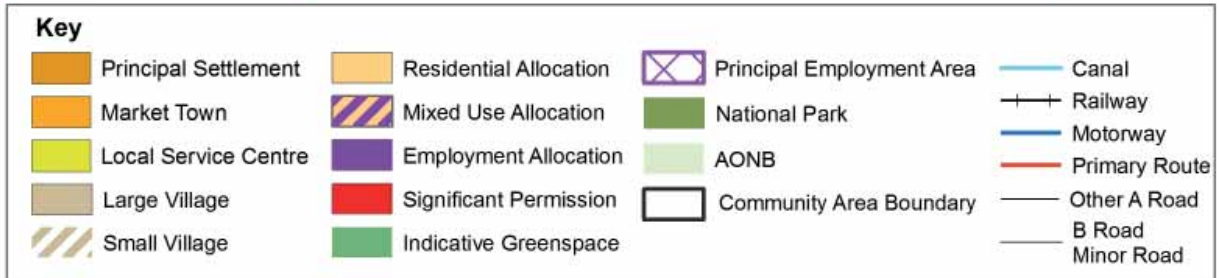 Key
Principal Settlement
Market Town
Local Service Centre
Large Village
Small Village
Residential Allocation
Mixed Use Allocation
Employment Allocation
Significant Permission
Indicative Greenspace
Principal Employment Area
National Park
AONB
Community Area Boundary
Canal
Railway
Motorway
Primary Route
Other A Road
B Road
Minor Road